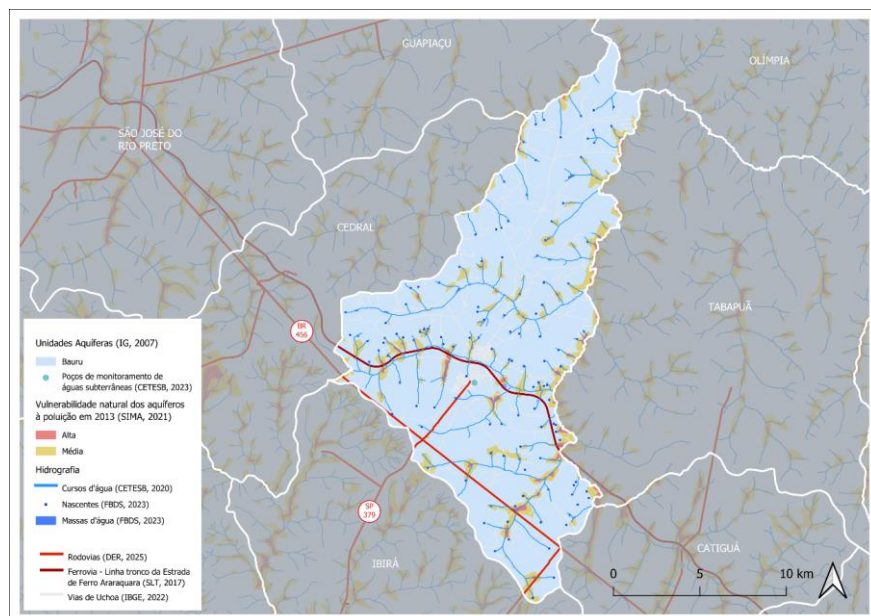 GUAPIAÇU
OLÍMPIA
SÃO JOSÉ DO
RIO PRETO
CEDRAL
TABAPUÃ
BR
456
Unidades Aquíferas (IG, 2007)
Bauru
Poços de monitoramento de
águas subterrâneas (CETESB, 2023)
Vulnerabilidade natural dos aquíferos
à poluição em 2013 (SIMA, 2021)
Alta
Média
Hidrografia
Cursos d'água (CETESB, 2020)
Nascentes (FBDS, 2023)
Massas d'água (FBDS, 2023)
Rodovias (DER, 2025)
Ferrovia - Linha tronco da Estrada
de Ferro Araraquara (SLT, 2017)
Vias de Uchoa (IBGE, 2022)
SP
379
IBIRÁ
CATIGUÁ
0 5 10 km